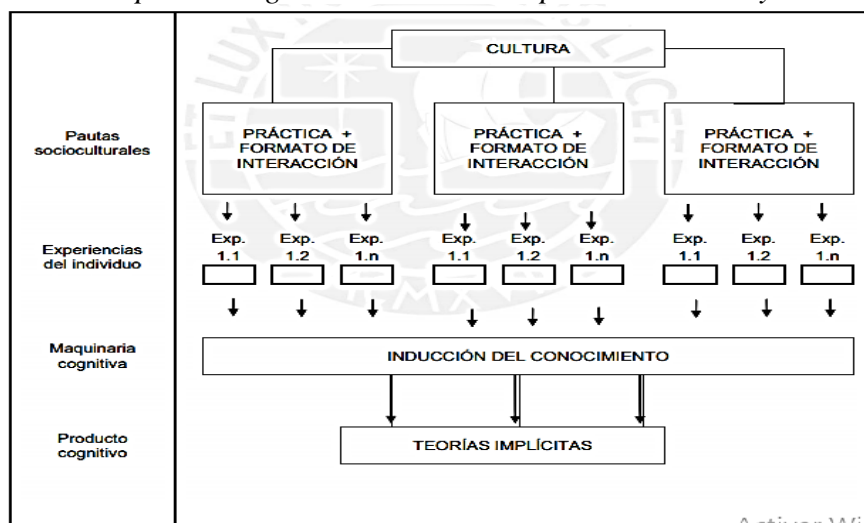 CULTURA
Pautas
socioculturales
PRÁCTICA +
FORMATO DE
INTERACCIÓN
PRÁCTICA +
FORMATO DE
INTERACCIÓN
PRÁCTICA +
FORMATO DE
INTERACCIÓN
Experiencias
del individuo
Exp.
1.1
Exp.
1.2
Exp.
1.n
Exp.
1.1
Exp.
1.2
Exp.
1.n
Exp.
1.1
Exp.
1.2
Exp.
1.n
Maquinaria
cognitiva
INDUCCIÓN DEL CONOCIMIENTO
Producto
cognitivo
TEORÍAS IMPLÍCITAS